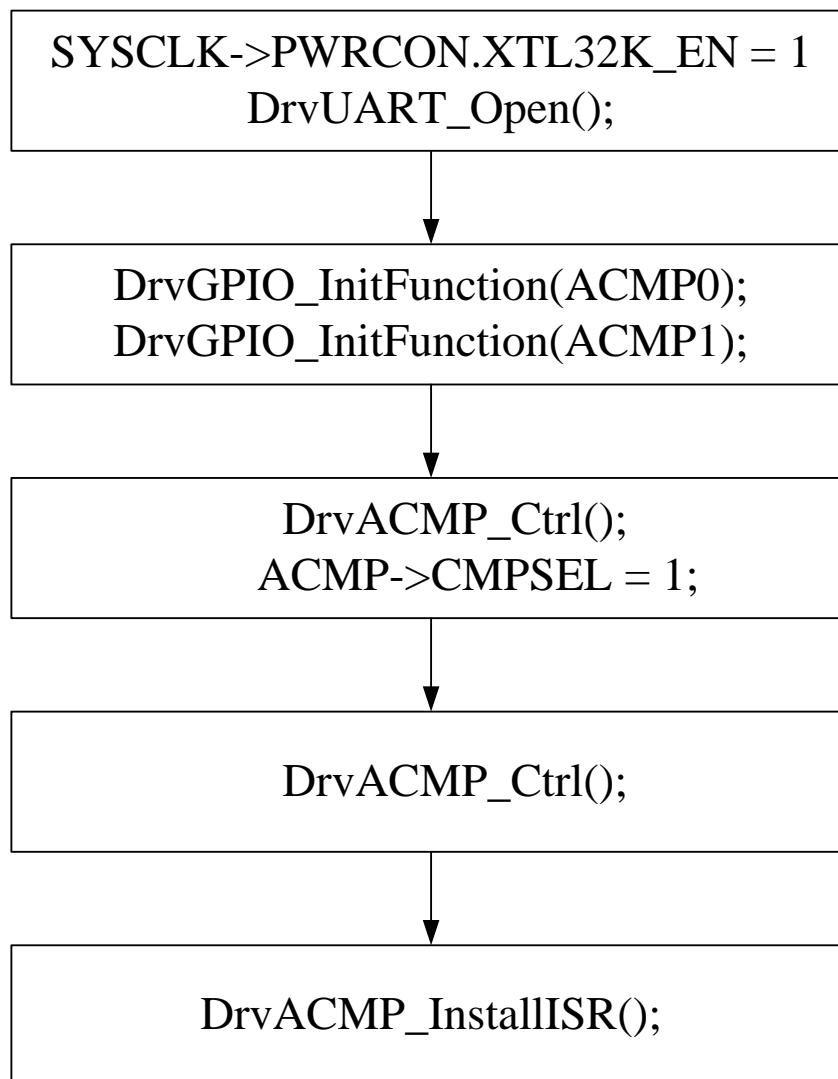 SYSCLK->PWRCON.XTL32K_EN = 1
DrvUART_Open();
DrvGPIO_InitFunction(ACMP0);
DrvGPIO_InitFunction(ACMP1);
DrvACMP_Ctrl();
ACMP->CMPSEL = 1;
DrvACMP_Ctrl();
DrvACMP_InstallISR();